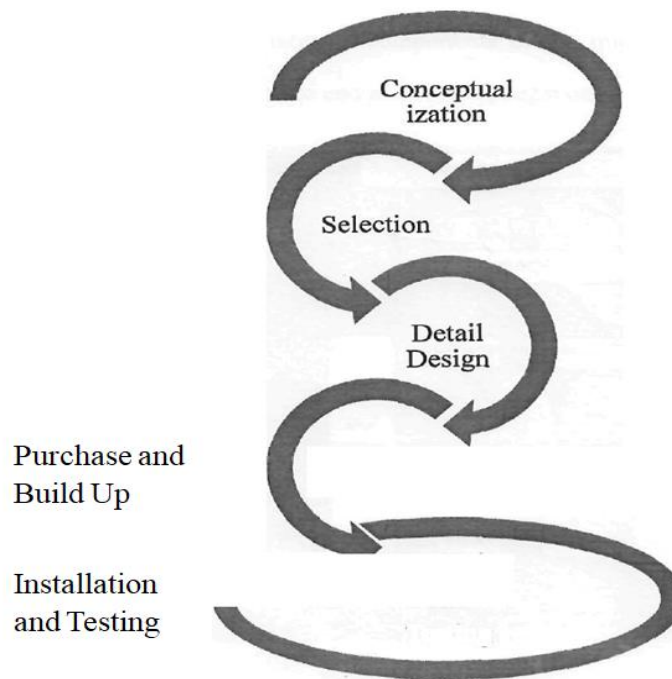 Conceptual
ization
Selection
Detail
Design
Purchase and
Build Up
Installation
and Testing